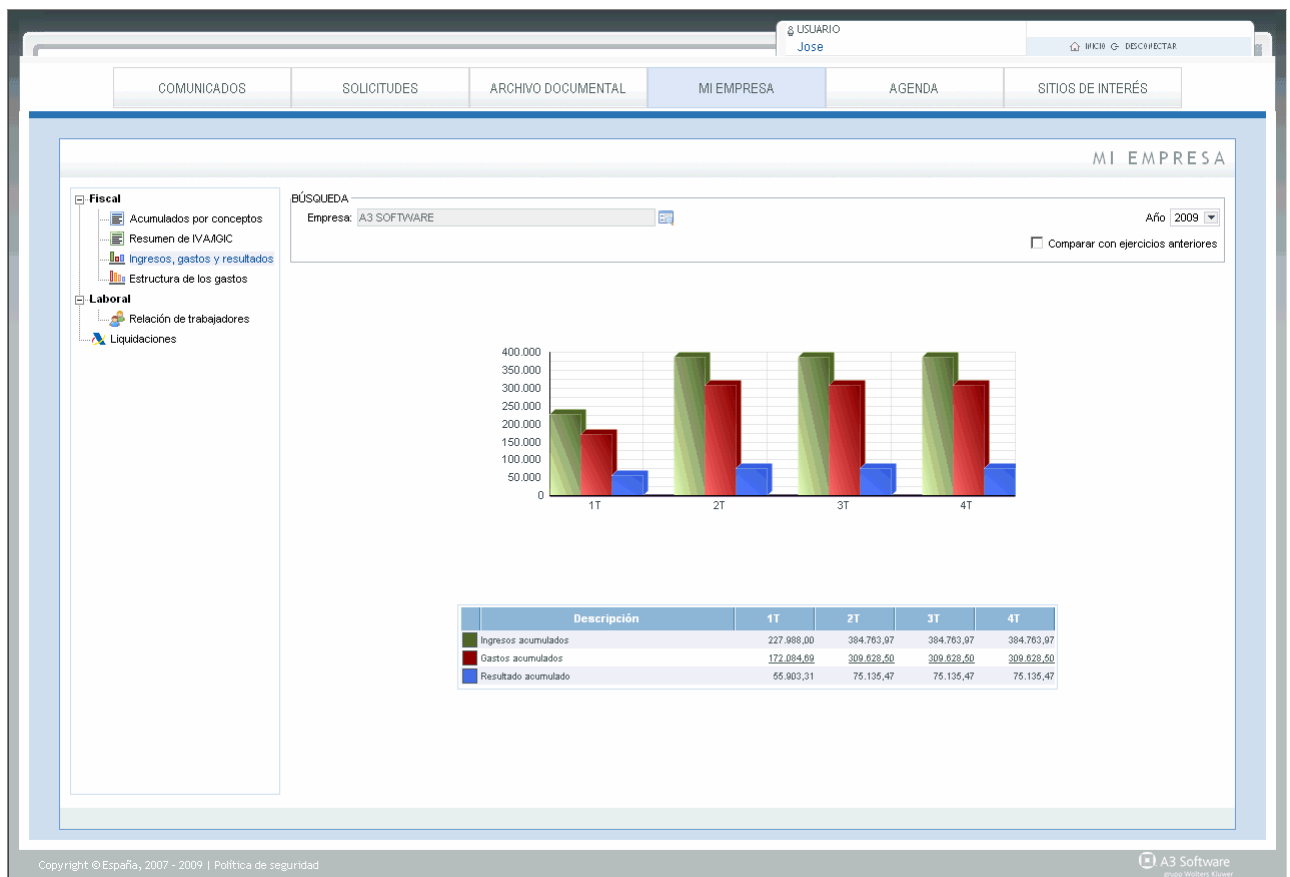 USUARIO
Jose
INICIO DESCONECTAR
COMUNICADOS SOLICITUDES ARCHIVO DOCUMENTAL MI EMPRESA AGENDA SITIOS DE INTERÉS
MI EMPRESA
Fiscal
Acumulados por conceptos
Resumen de IVA/IGIC
Ingresos, gastos y resultados
Estructura de los gastos
Laboral
Relación de trabajadores
Liquidaciones
BÚSQUEDA
Empresa: A3 SOFTWARE Año 2009
Comparar con ejercicios anteriores
400.000
350.000
300.000
250.000
200.000
150.000
100.000
50.000
0
1T 2T 3T 4T
Descripción 1T 2T 3T 4T
Ingresos acumulados 227.988,00 384.763,97 384.763,97 384.763,97
Gastos acumulados 172.084,69 309.628,50 309.628,50 309.628,50
Resultado acumulado 55.903,31 75.135,47 75.135,47 75.135,47
Copyright © España, 2007 - 2009 | Política de seguridad
A3 Software
grupo Wolters Kluwer